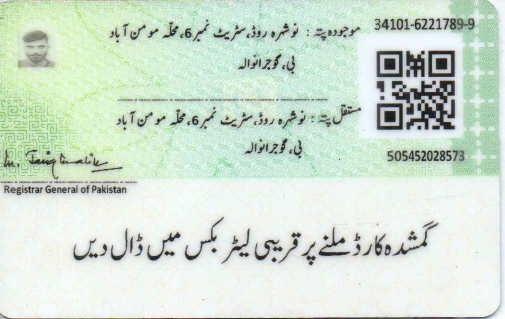 34101-6221789-9
موجودہ پتہ : نوشہرہ روڈ، سٹریٹ نمبر 6، محلہ مومن آباد
بی، گوجرانوالہ
مستقل پتہ : نوشہرہ روڈ، سٹریٹ نمبر 6، محلہ مومن آباد
بی، گوجرانوالہ
505452028573
Registrar General of Pakistan
گمشدہ کارڈ ملنے پر قریبی لیٹر بکس میں ڈال دیں